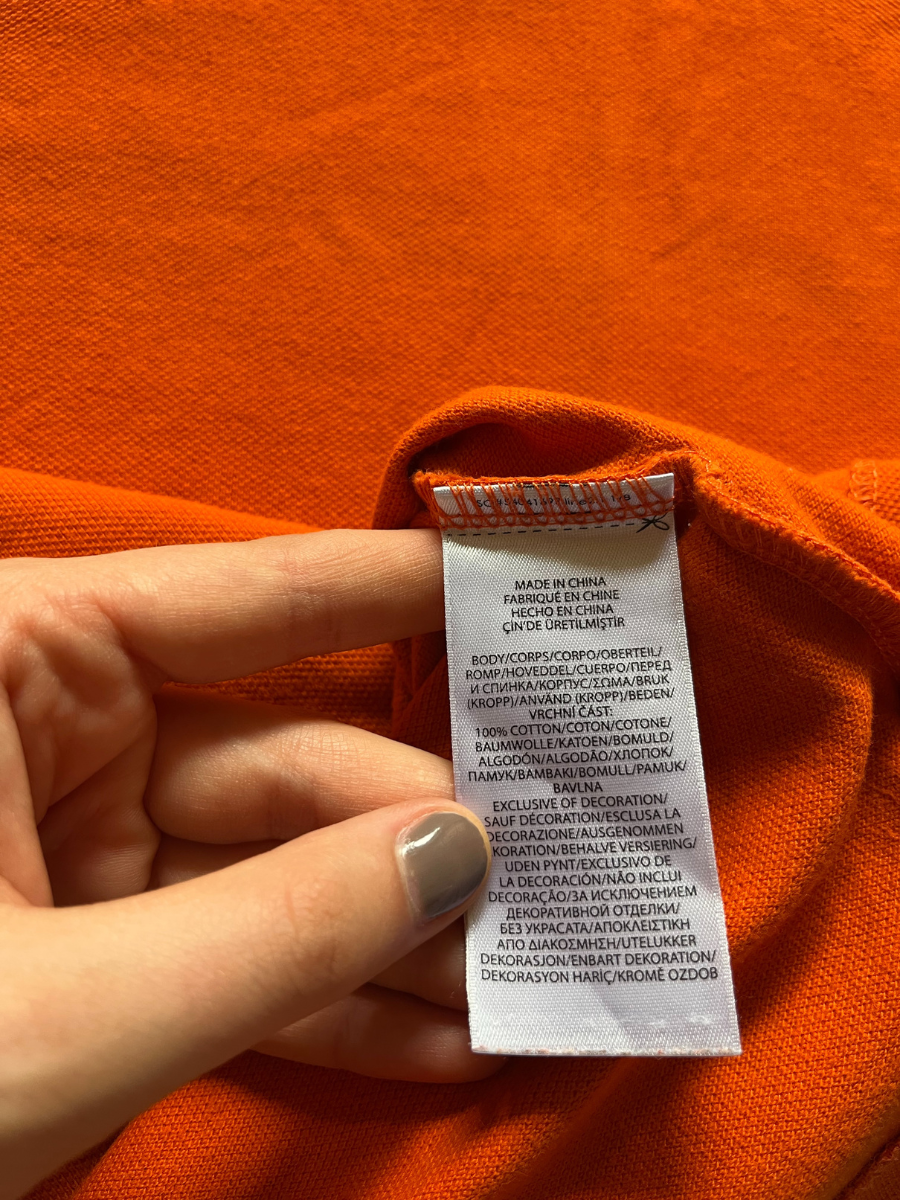 MADE IN CHINA
FABRIQUÉ EN CHINE
HECHO EN CHINA
ÇİN'DE ÜRETİLMİŞTİR
BODY/CORPS/CORPO/OBERTEIL/
ROMP/HOVEDDEL/CUERPO/ПЕРЕД
И СПИНКА/КОРПУС/ΣΩΜΑ/BRUK
(KROPP)/ANVÄND (KROPP)/BEDEN/
VRCHNÍ ČÁST:
100% COTTON/COTON/COTONE/
BAUMWOLLE/KATOEN/BOMULD/
ALGODÓN/ALGODÃO/ХЛОПОК/
ПАМУК/ΒΑΜΒΑΚΙ/BOMULL/PAMUK/
BAVLNA
EXCLUSIVE OF DECORATION/
SAUF DÉCORATION/ESCLUSA LA
DECORAZIONE/AUSGENOMMEN
KORATION/BEHALVE VERSIERING/
UDEN PYNT/EXCLUSIVO DE
LA DECORACIÓN/NÃO INCLUI
DECORAÇÃO/ЗА ИСКЛЮЧЕНИЕМ
ДЕКОРАТИВНОЙ ОТДЕЛКИ/
БЕЗ УКРАСАТА/ΑΠΟΚΛΕΙΣΤΙΚΗ
ΑΠΟ ΔΙΑΚΟΣΜΗΣΗ/UTELUKKER
DEKORASJON/ENBART DEKORATION/
DEKORASYON HARİÇ/KROMĚ OZDOB